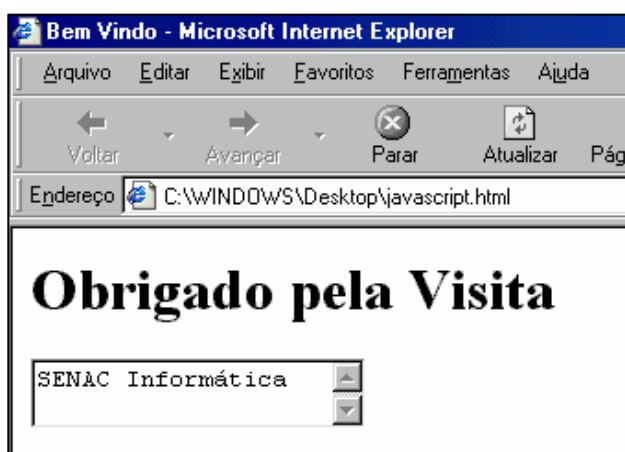 Bem Vindo - Microsoft Internet Explorer
Arquivo Editar Exibir Favoritos Ferramentas Ajuda
Voltar Avançar Parar Atualizar Pág
Endereço C:\WINDOWS\Desktop\javascript.html
Obrigado pela Visita
SENAC Informática